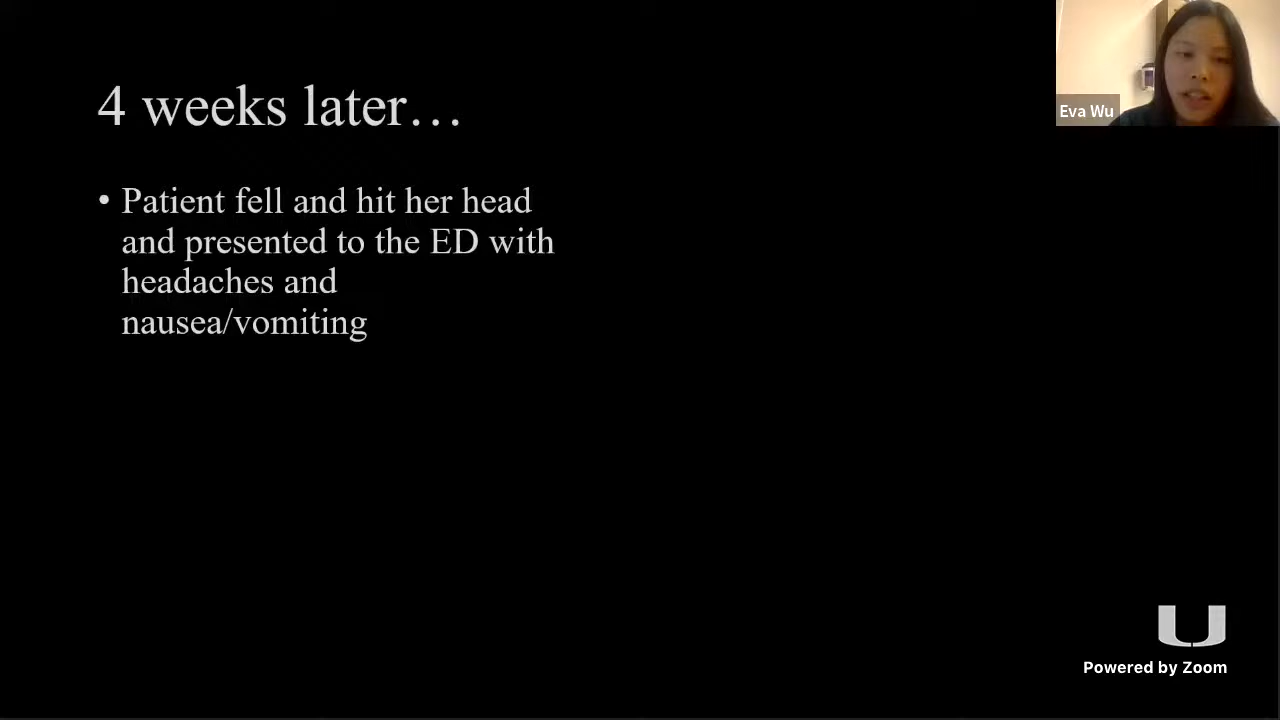 4 weeks later…
• Patient fell and hit her head
and presented to the ED with
headaches and
nausea/vomiting
Eva Wu
U
Powered by Zoom